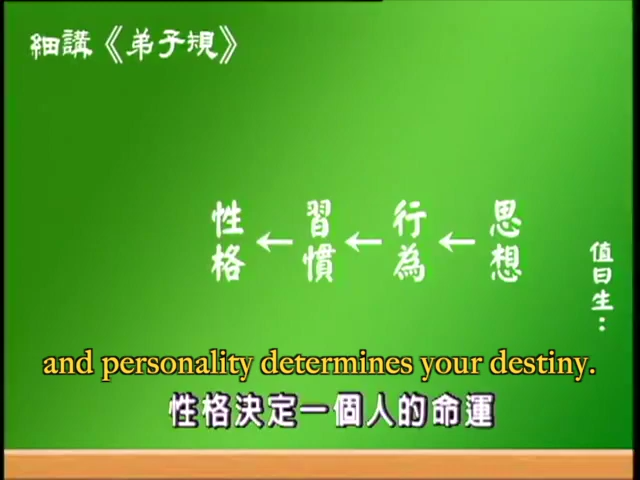 細講《弟子規》
性格←習慣←行為←思想
值日生：
and personality determines your destiny.
性格決定一個人的命運